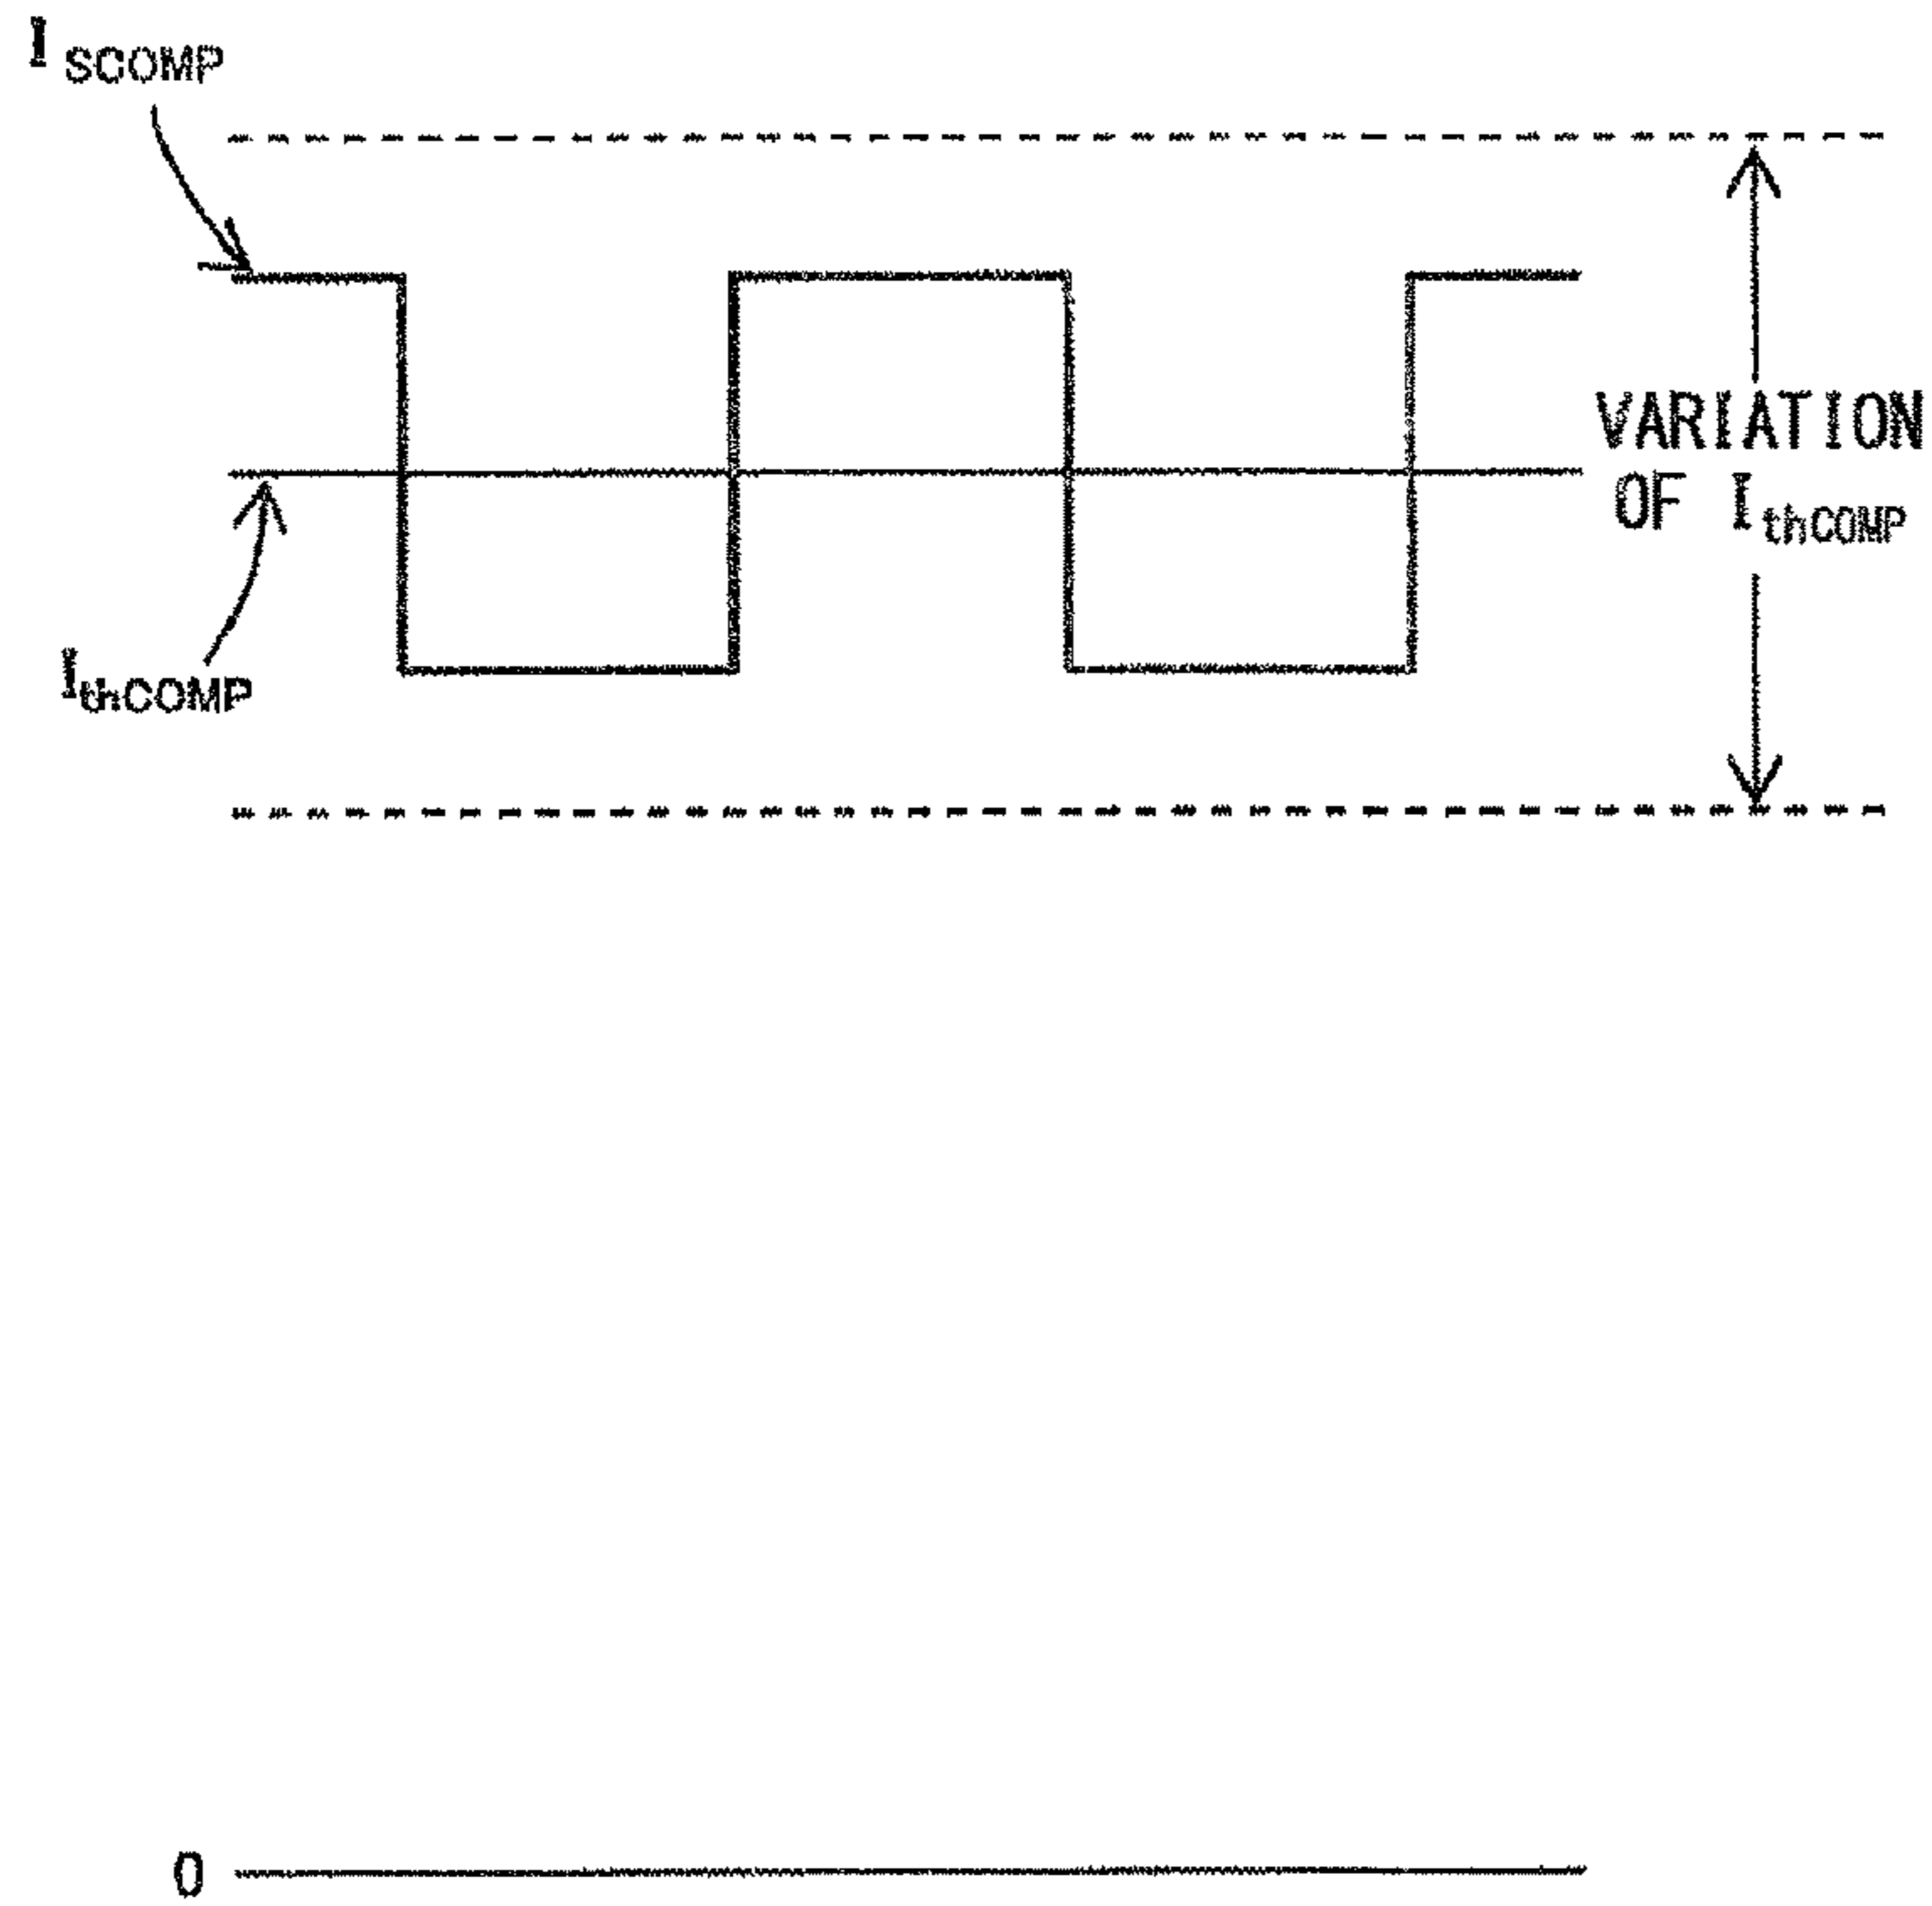 I SCOMP
VARIATION
OF I thCOMP
I thCOMP
0